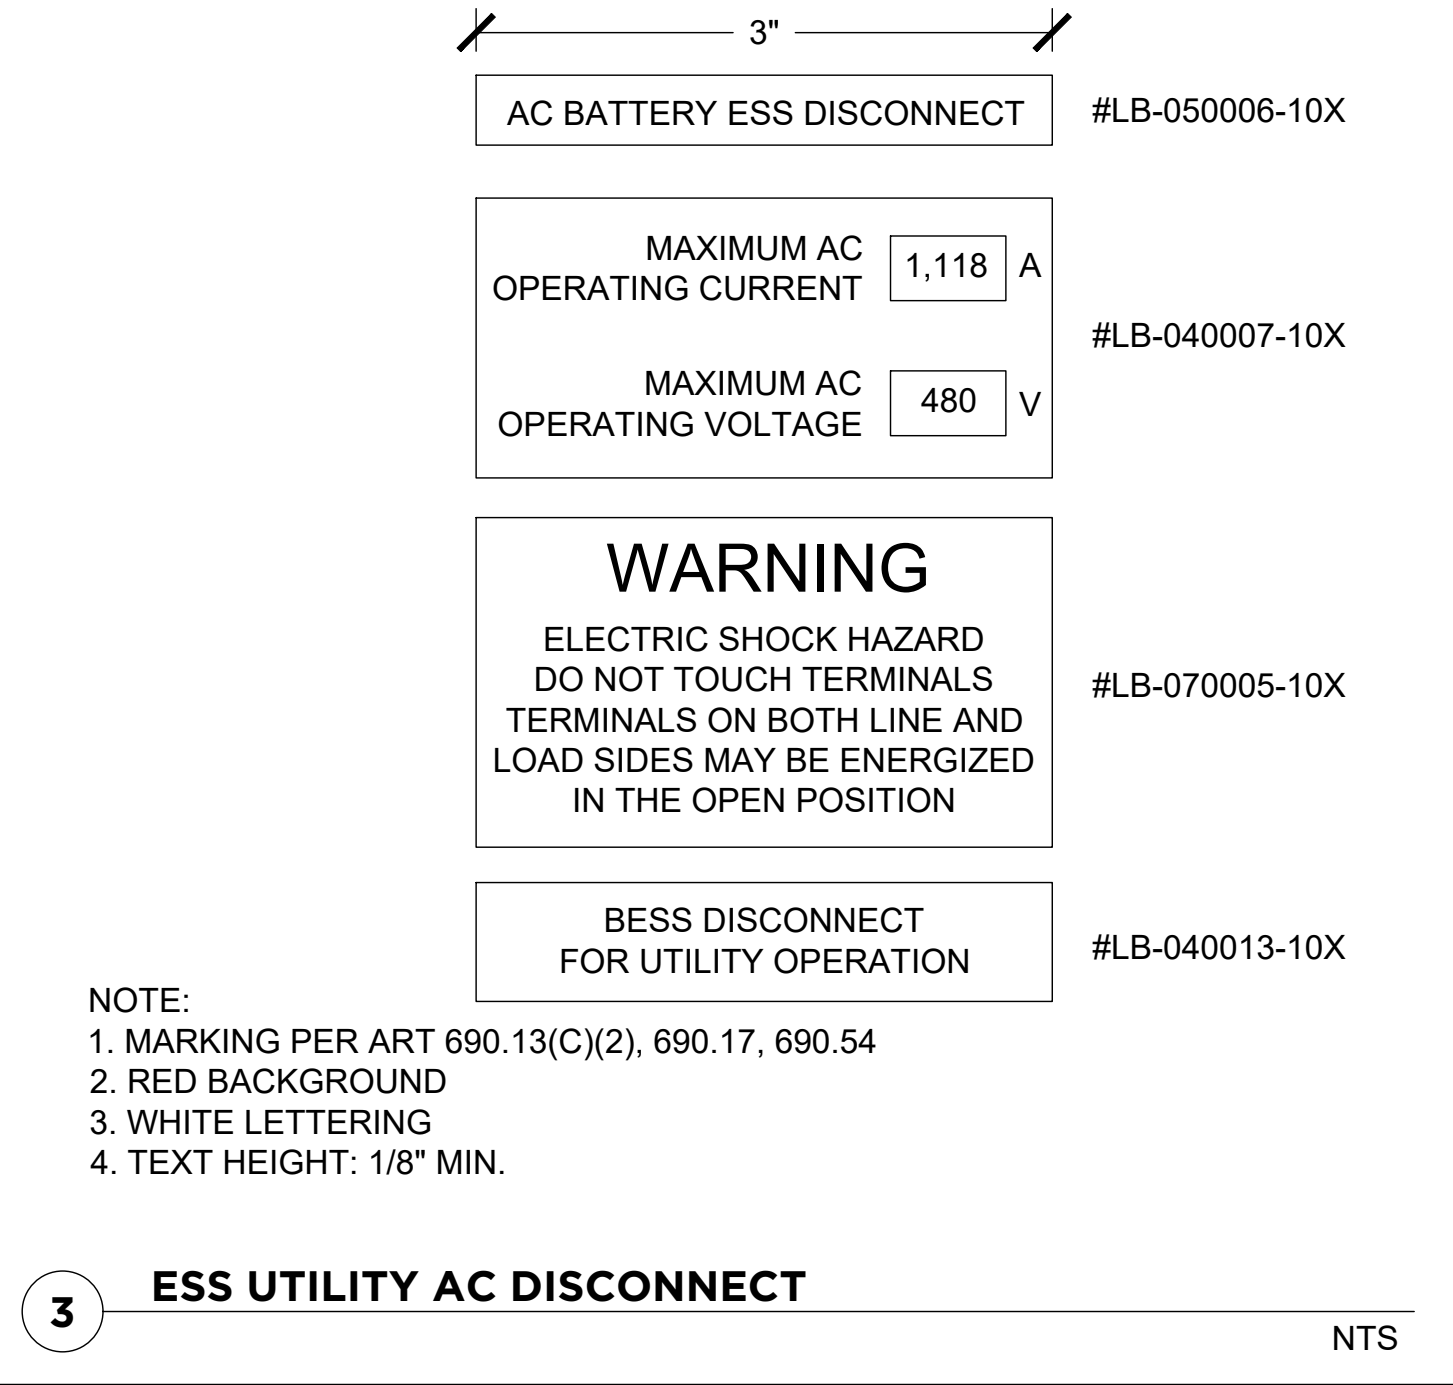 3"
AC BATTERY ESS DISCONNECT
#LB-050006-10X
MAXIMUM AC
OPERATING CURRENT
1,118 A
#LB-040007-10X
MAXIMUM AC
OPERATING VOLTAGE
480 V
WARNING
ELECTRIC SHOCK HAZARD
DO NOT TOUCH TERMINALS
TERMINALS ON BOTH LINE AND
LOAD SIDES MAY BE ENERGIZED
IN THE OPEN POSITION
#LB-070005-10X
BESS DISCONNECT
FOR UTILITY OPERATION
#LB-040013-10X
NOTE:
1. MARKING PER ART 690.13(C)(2), 690.17, 690.54
2. RED BACKGROUND
3. WHITE LETTERING
4. TEXT HEIGHT: 1/8" MIN.
3 ESS UTILITY AC DISCONNECT
NTS